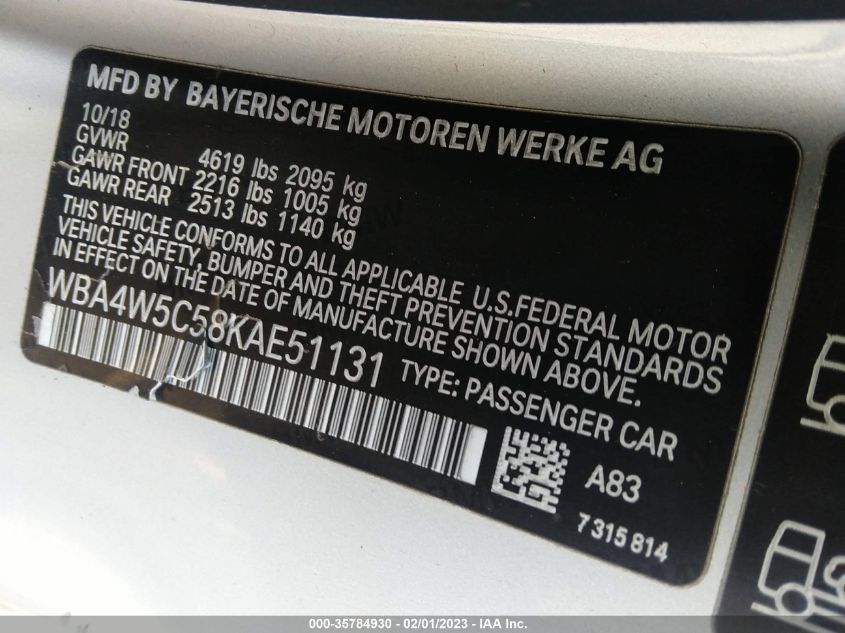 MFD BY BAYERISCHE MOTOREN WERKE AG
10/18
GVWR 4619 lbs 2095 kg
GAWR FRONT 2216 lbs 1005 kg
GAWR REAR 2513 lbs 1140 kg
THIS VEHICLE CONFORMS TO ALL APPLICABLE U.S.FEDERAL MOTOR
VEHICLE SAFETY, BUMPER AND THEFT PREVENTION STANDARDS
IN EFFECT ON THE DATE OF MANUFACTURE SHOWN ABOVE.
WBA4W5C58KAE51131 TYPE: PASSENGER CAR
A83
7315814
000-35784930 - 02/01/2023 - IAA Inc.